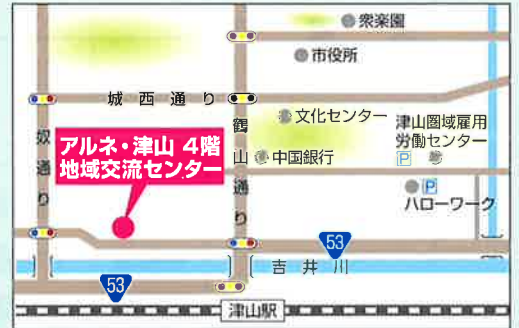 衆楽園
市役所
城西通り
文化センター
津山圏域雇用
労働センター
P
鶴山通り
中国銀行
奴通り
アルネ・津山 4階
地域交流センター
P
ハローワーク
53
吉井川
53
津山駅